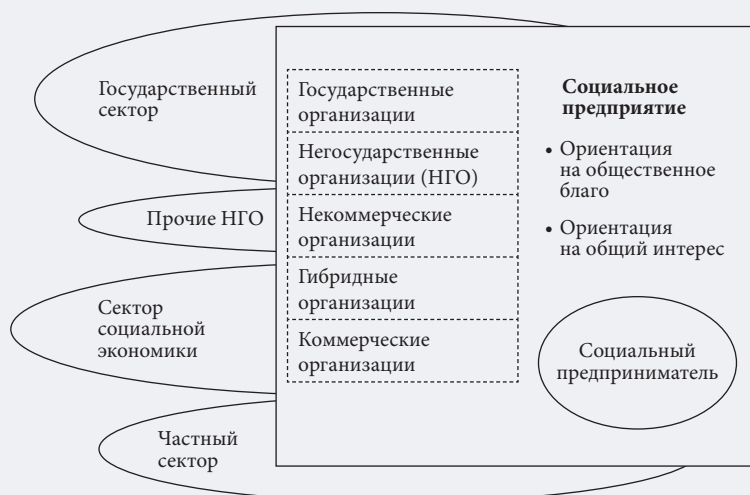 Государственный
сектор
Прочие НГО
Сектор
социальной
экономики
Частный
сектор
Государственные
организации
Негосударственные
организации (НГО)
Некоммерческие
организации
Гибридные
организации
Коммерческие
организации
Социальное
предприятие
• Ориентация
на общественное
благо
• Ориентация
на общий интерес
Социальный
предприниматель